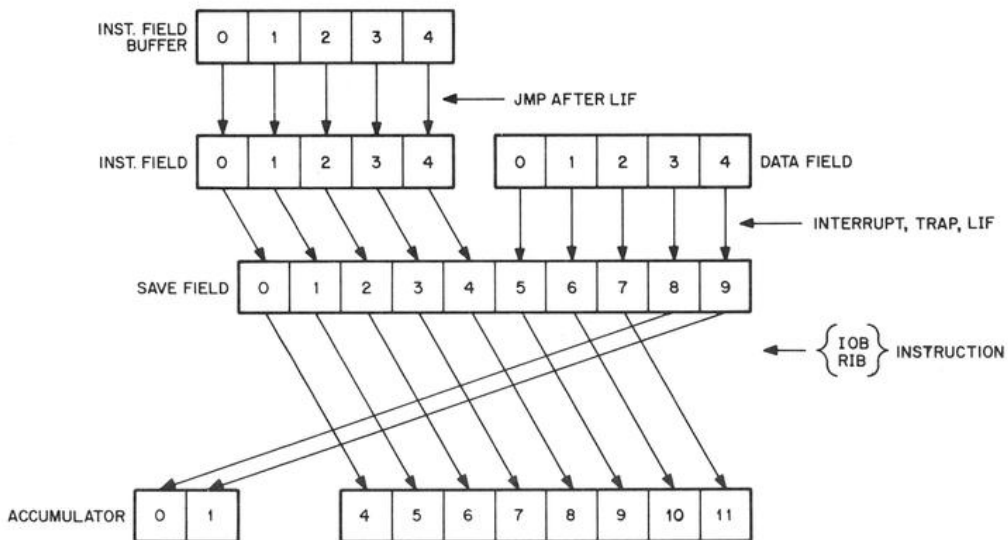 INST. FIELD BUFFER 0 1 2 3 4
JMP AFTER LIF
INST. FIELD 0 1 2 3 4
0 1 2 3 4 DATA FIELD
INTERRUPT, TRAP, LIF
SAVE FIELD 0 1 2 3 4 5 6 7 8 9
{IOB RIB} INSTRUCTION
ACCUMULATOR 0 1 4 5 6 7 8 9 10 11